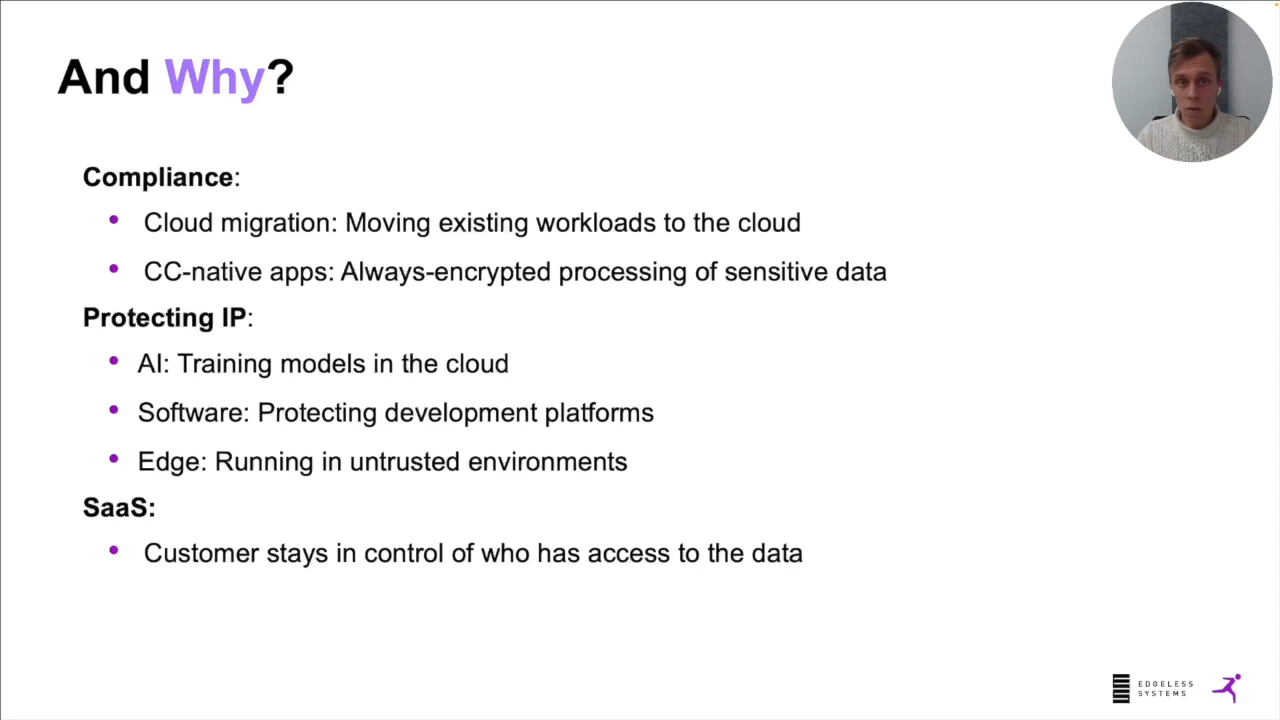 And Why?
Compliance:
• Cloud migration: Moving existing workloads to the cloud
• CC-native apps: Always-encrypted processing of sensitive data
Protecting IP:
• AI: Training models in the cloud
• Software: Protecting development platforms
• Edge: Running in untrusted environments
SaaS:
• Customer stays in control of who has access to the data
EDGELESS
SYSTEMS